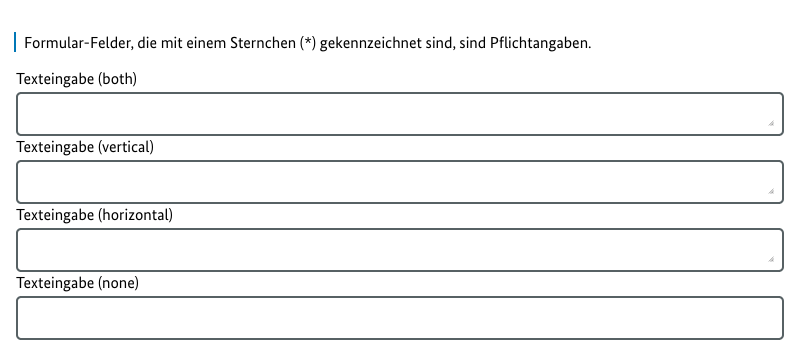 Formular-Felder, die mit einem Sternchen (*) gekennzeichnet sind, sind Pflichtangaben.
Texteingabe (both)
Texteingabe (vertical)
Texteingabe (horizontal)
Texteingabe (none)